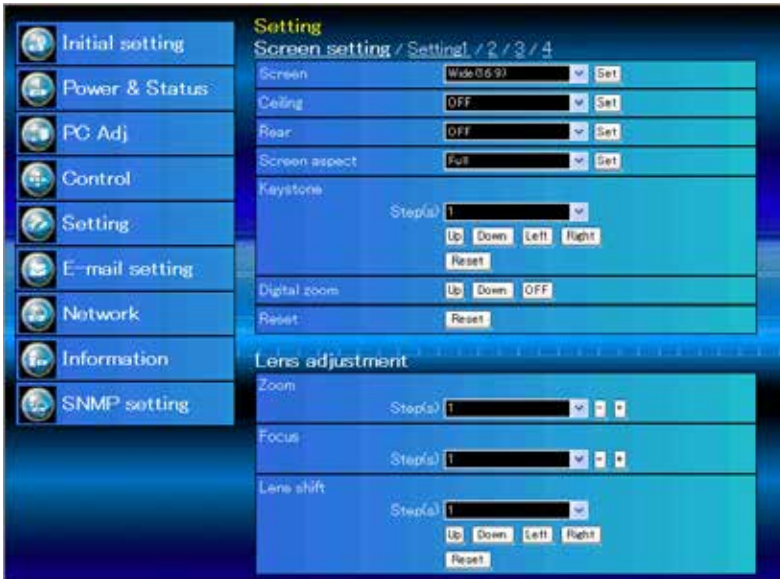 Initial setting
Power & Status
PC Adj.
Control
Setting
E-mail setting
Network
Information
SNMP setting
Setting
Screen setting / Setting1 / 2 / 3 / 4
Screen Wide(16:9) Set
Ceiling OFF Set
Rear OFF Set
Screen aspect Full Set
Keystone
Step(s) 1
Up Down Left Right
Reset
Digital zoom Up Down OFF
Reset Reset
Lens adjustment
Zoom
Step(s) 1 - +
Focus
Step(s) 1 - +
Lens shift
Step(s) 1
Up Down Left Right
Reset